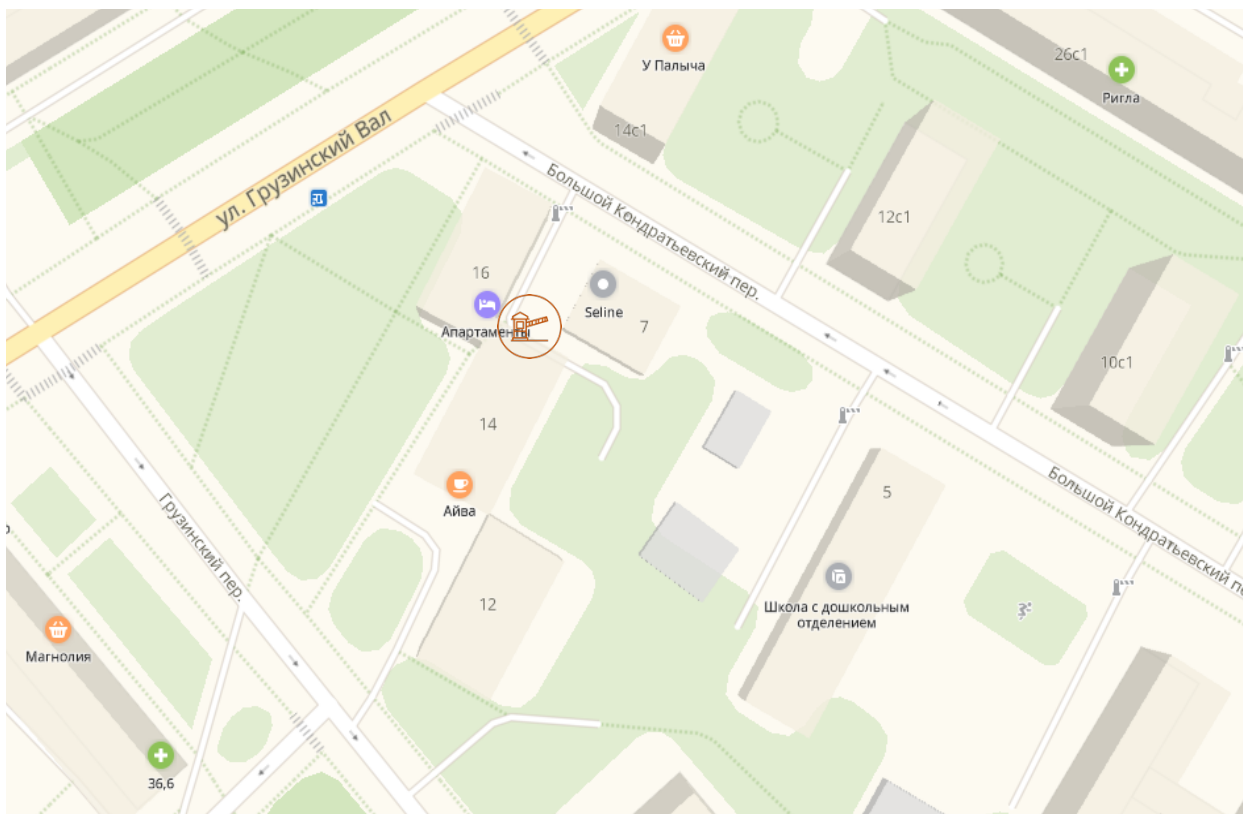 У Палыча
26с1
Ригла
14с1
ул. Грузинский Вал
Большой Кондратьевский пер.
12с1
16
Seline
7
Апартаменты
10с1
14
Айва
5
Большой Кондратьевский пе
Грузинский пер.
12
Школа с дошкольным
отделением
Магнолия
36,6